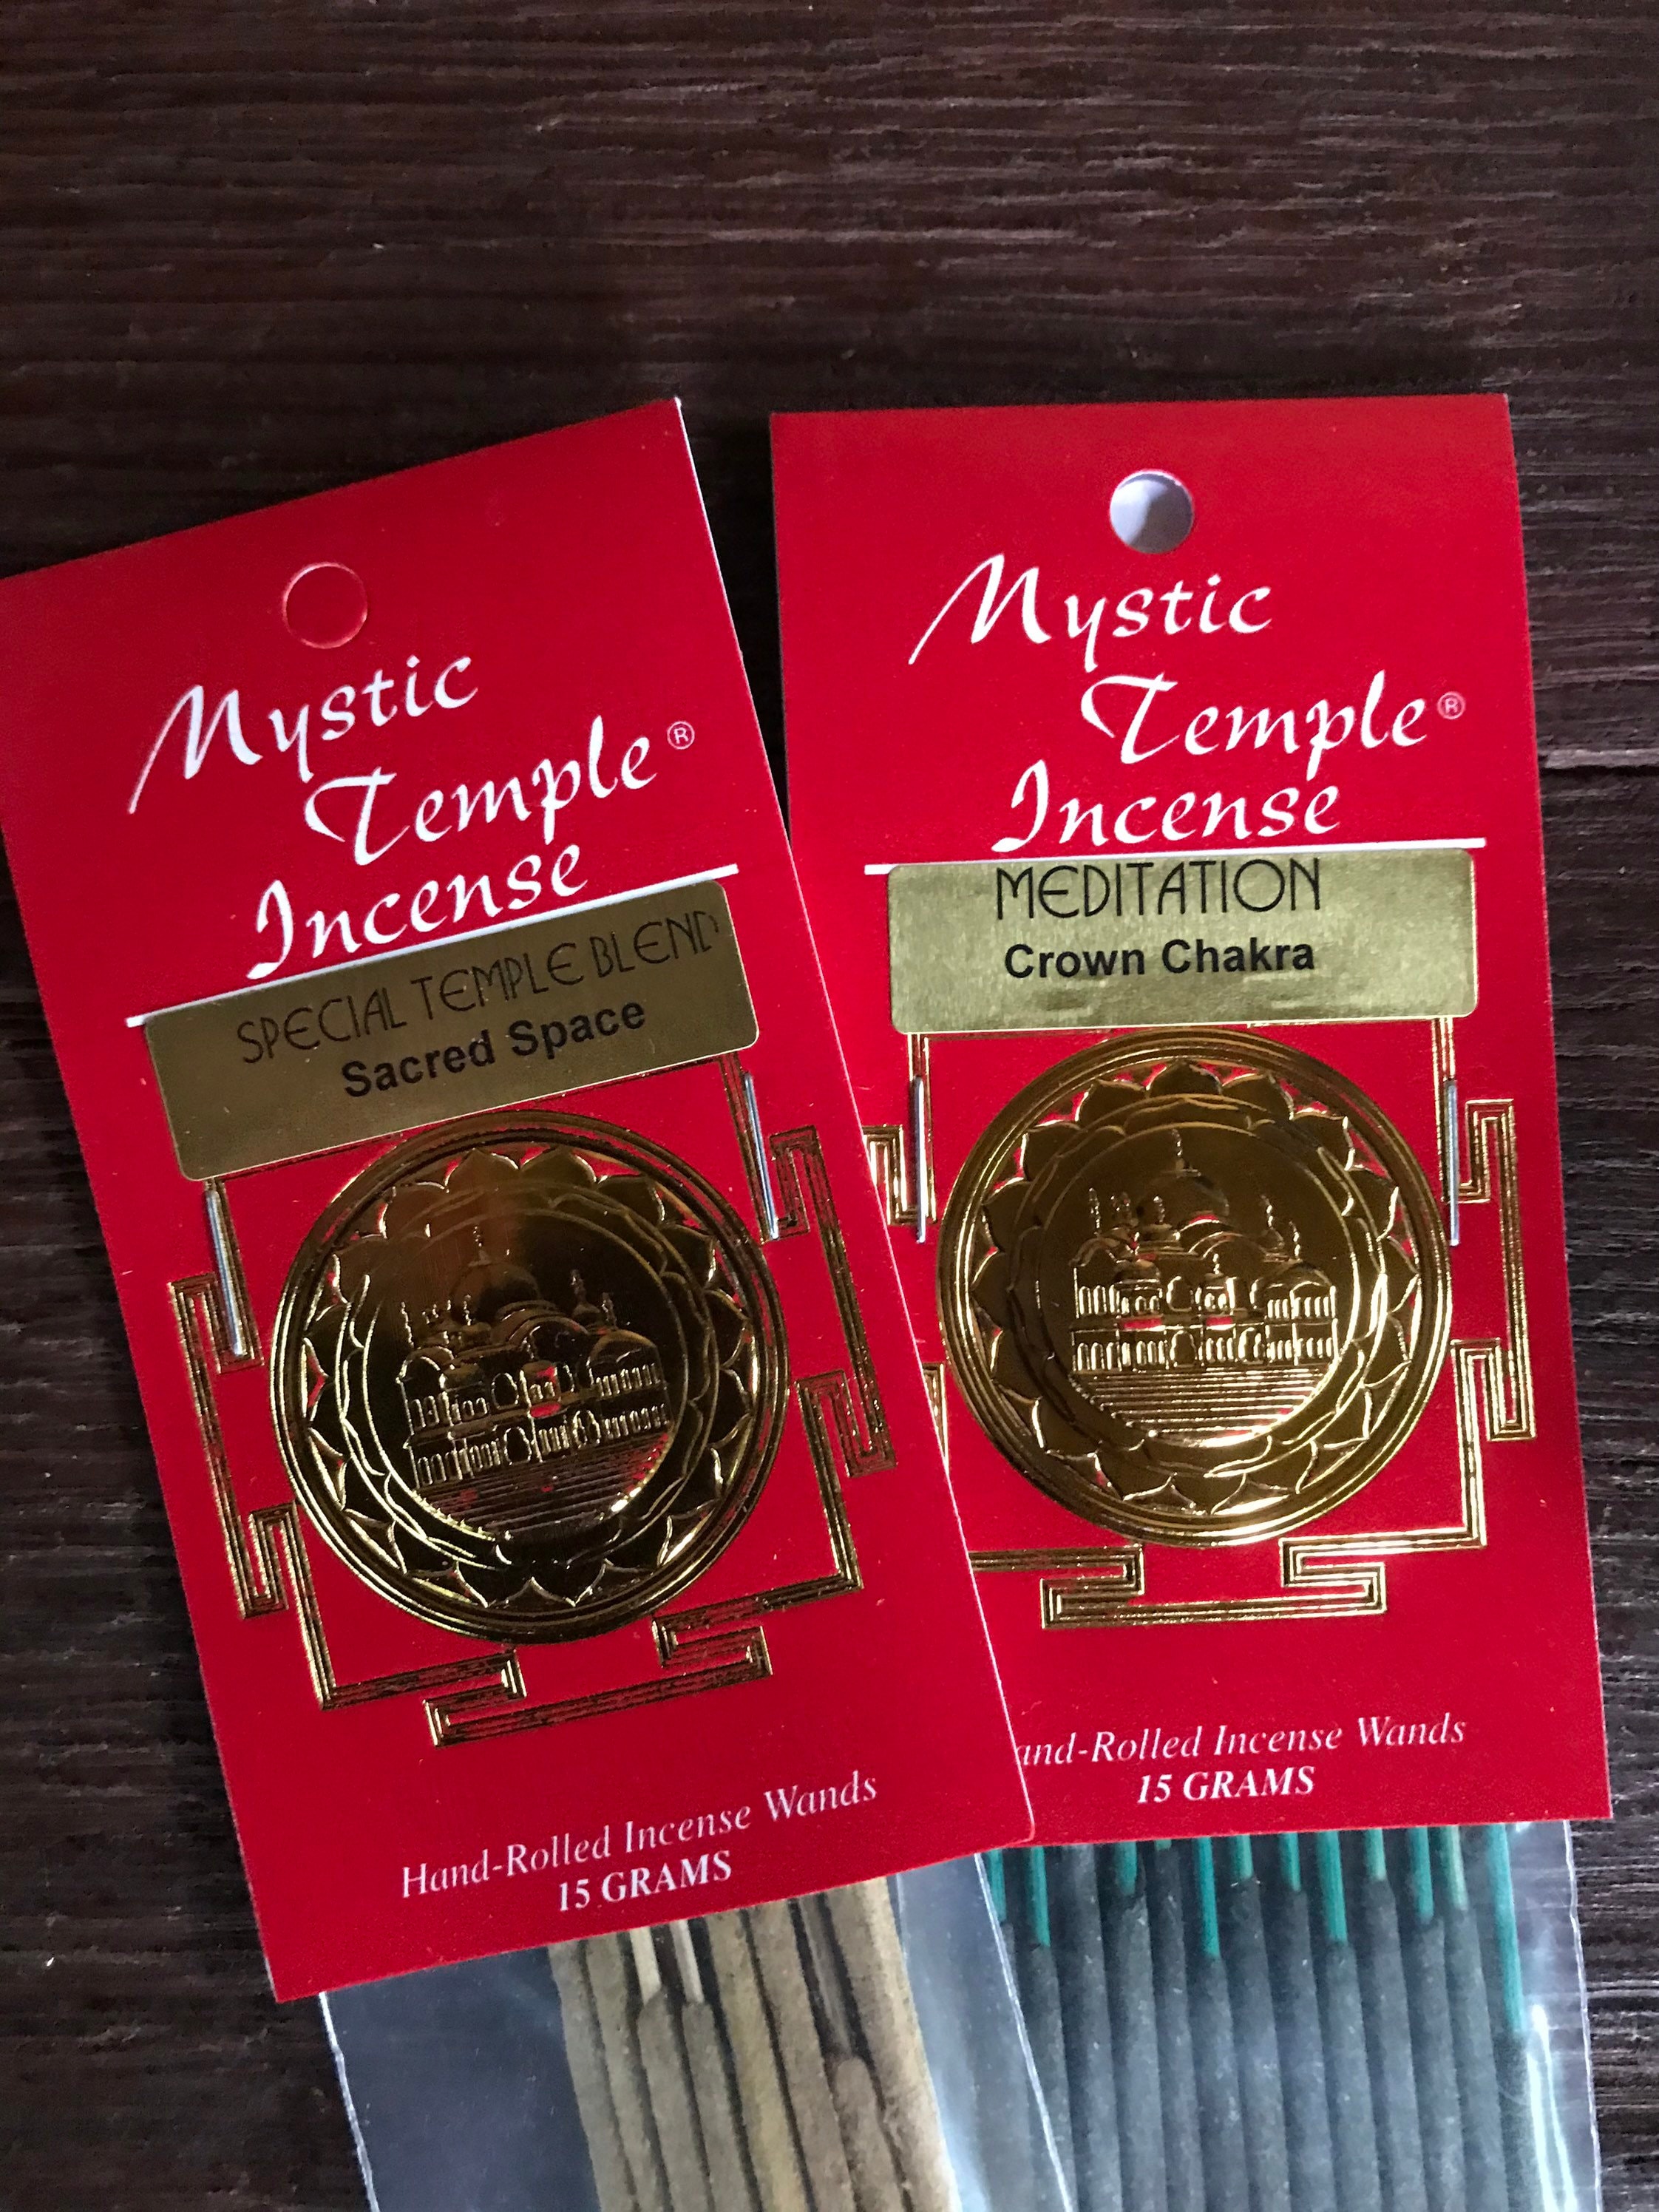 Mystic
Temple®
Incense
SPECIAL TEMPLE BLEND
Sacred Space
Hand-Rolled Incense Wands
15 GRAMS
Mystic
Temple®
Incense
MEDITATION
Crown Chakra
and-Rolled Incense Wands
15 GRAMS